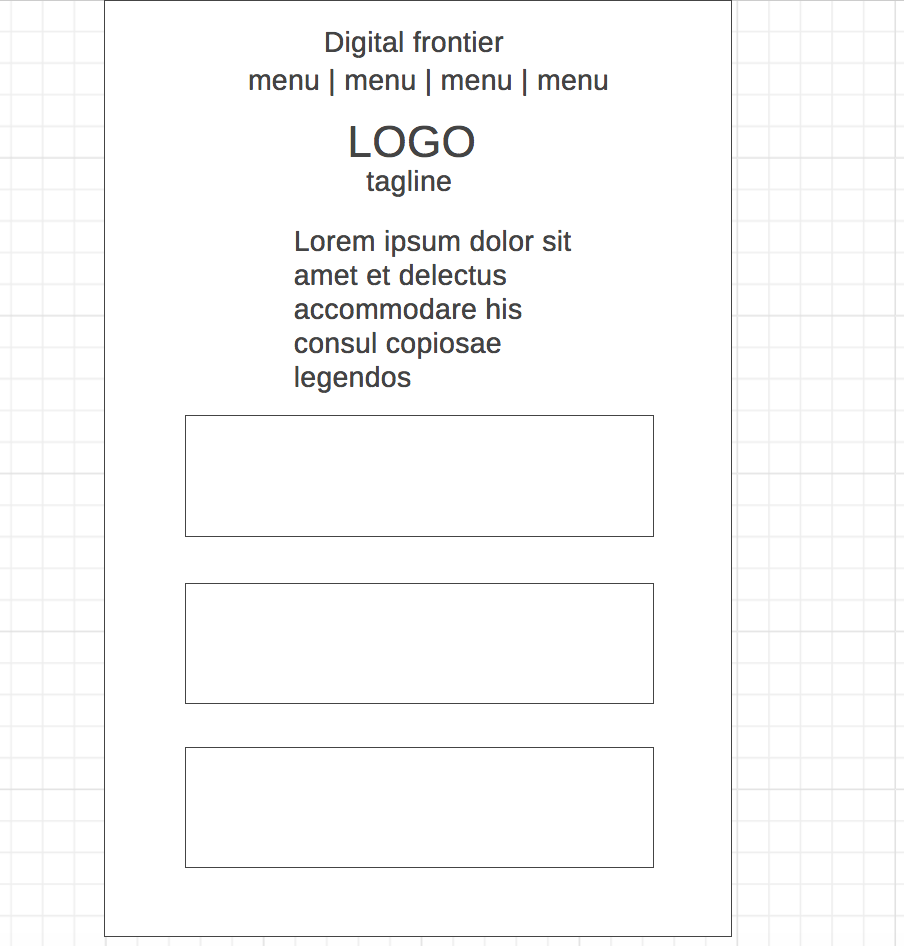 Digital frontier
menu | menu | menu | menu
LOGO
tagline
Lorem ipsum dolor sit
amet et delectus
accommodare his
consul copiosae
legendos